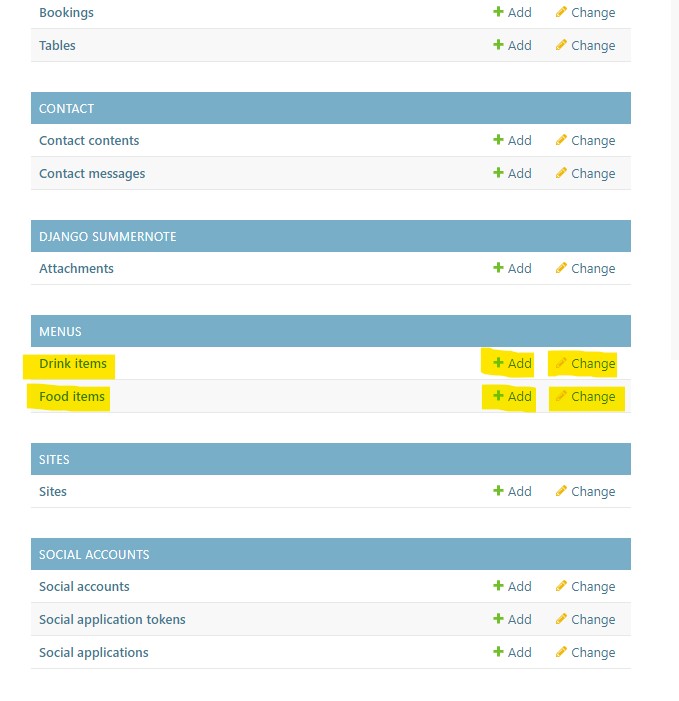 Bookings Add Change
Tables Add Change
CONTACT
Contact contents Add Change
Contact messages Add Change
DJANGO SUMMERNOTE
Attachments Add Change
MENUS
Drink items Add Change
Food items Add Change
SITES
Sites Add Change
SOCIAL ACCOUNTS
Social accounts Add Change
Social application tokens Add Change
Social applications Add Change